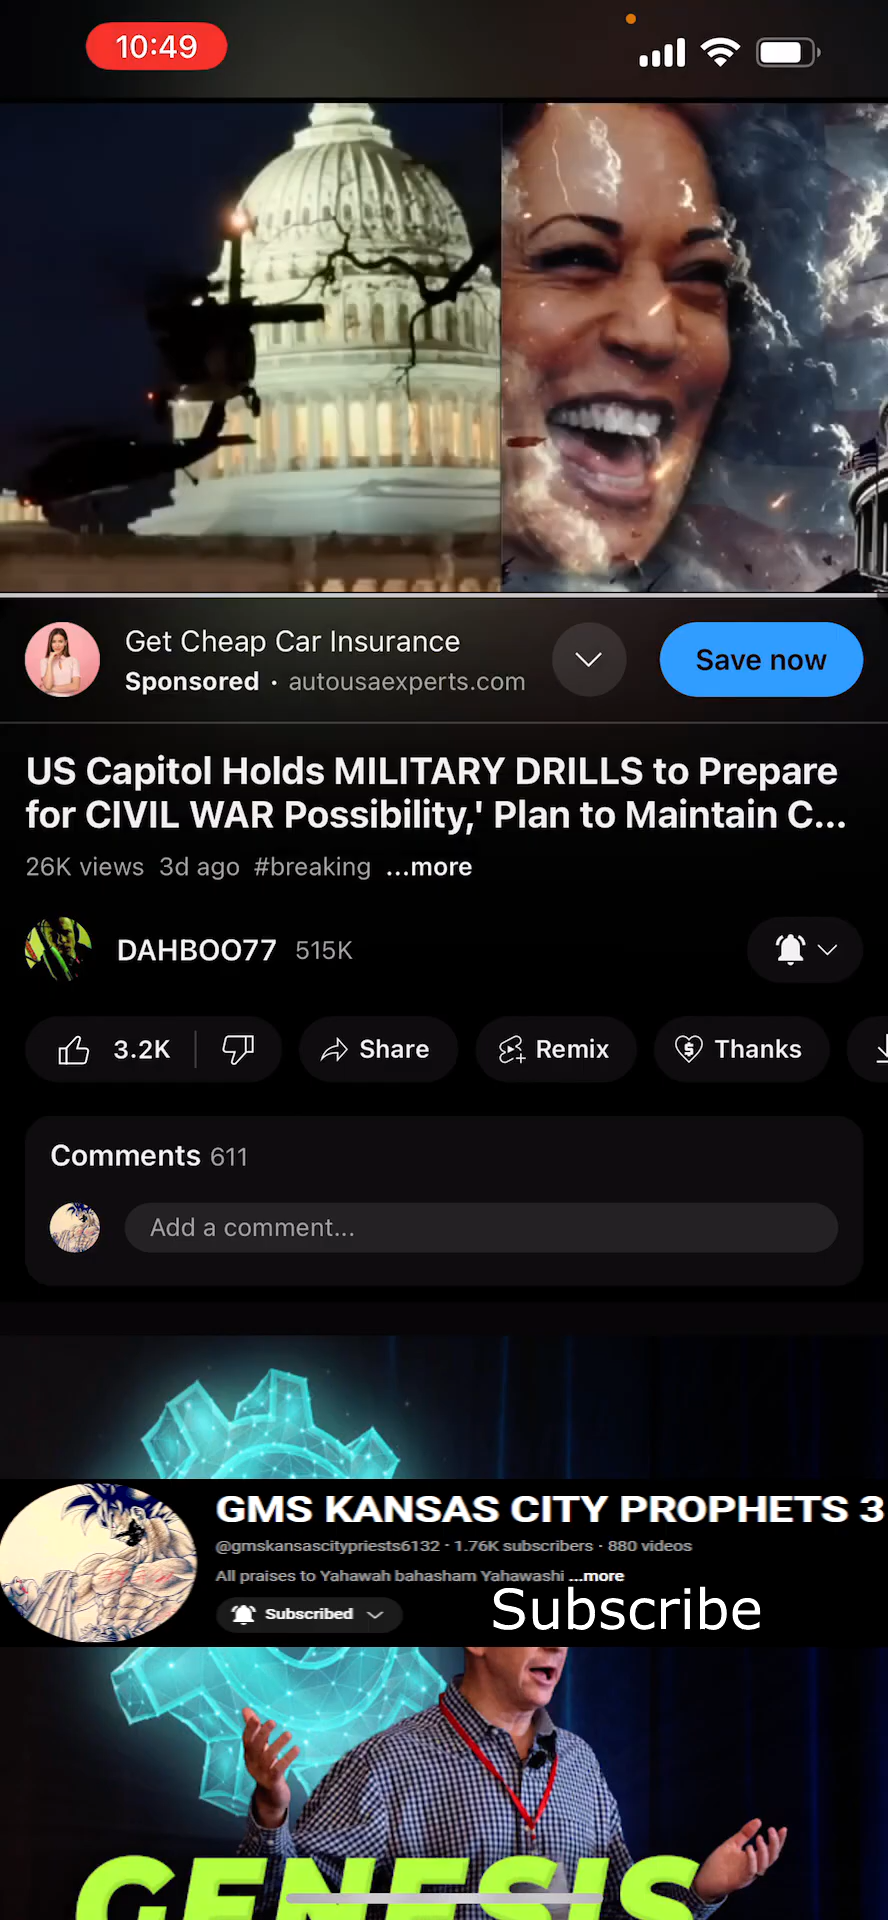 10:49
Get Cheap Car Insurance
Sponsored · autousaexperts.com
Save now
US Capitol Holds MILITARY DRILLS to Prepare
for CIVIL WAR Possibility,' Plan to Maintain C...
26K views 3d ago #breaking ...more
DAHBOO77 515K
3.2K Share Remix Thanks
Comments 611
Add a comment...
GMS KANSAS CITY PROPHETS 3
@gmskansascitypriests6132 · 1.76K subscribers · 880 videos
All praises to Yahawah bahasham Yahawashi ...more
Subscribed
Subscribe
GENESIS